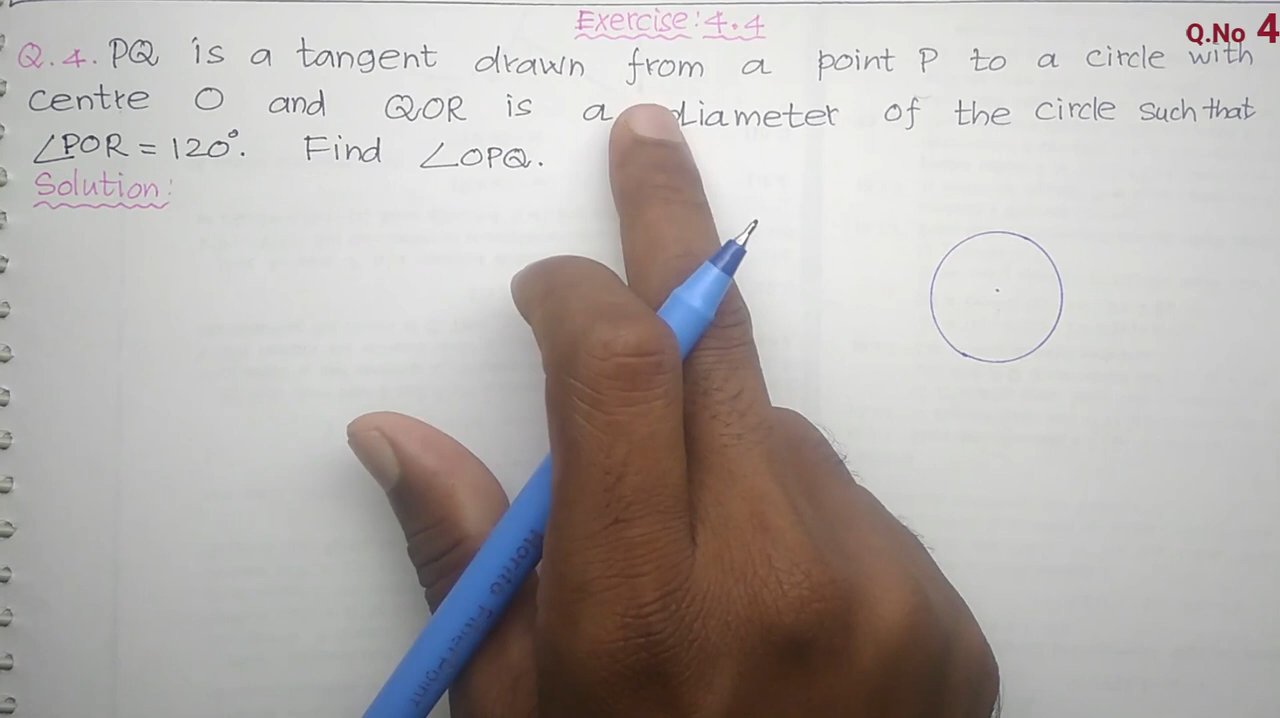 Exercise: 4.4
Q.No 4
Q.4. PQ is a tangent drawn from a point P to a circle with
centre O and QOR is a diameter of the circle such that
∠POR = 120°. Find ∠OPQ.
Solution: